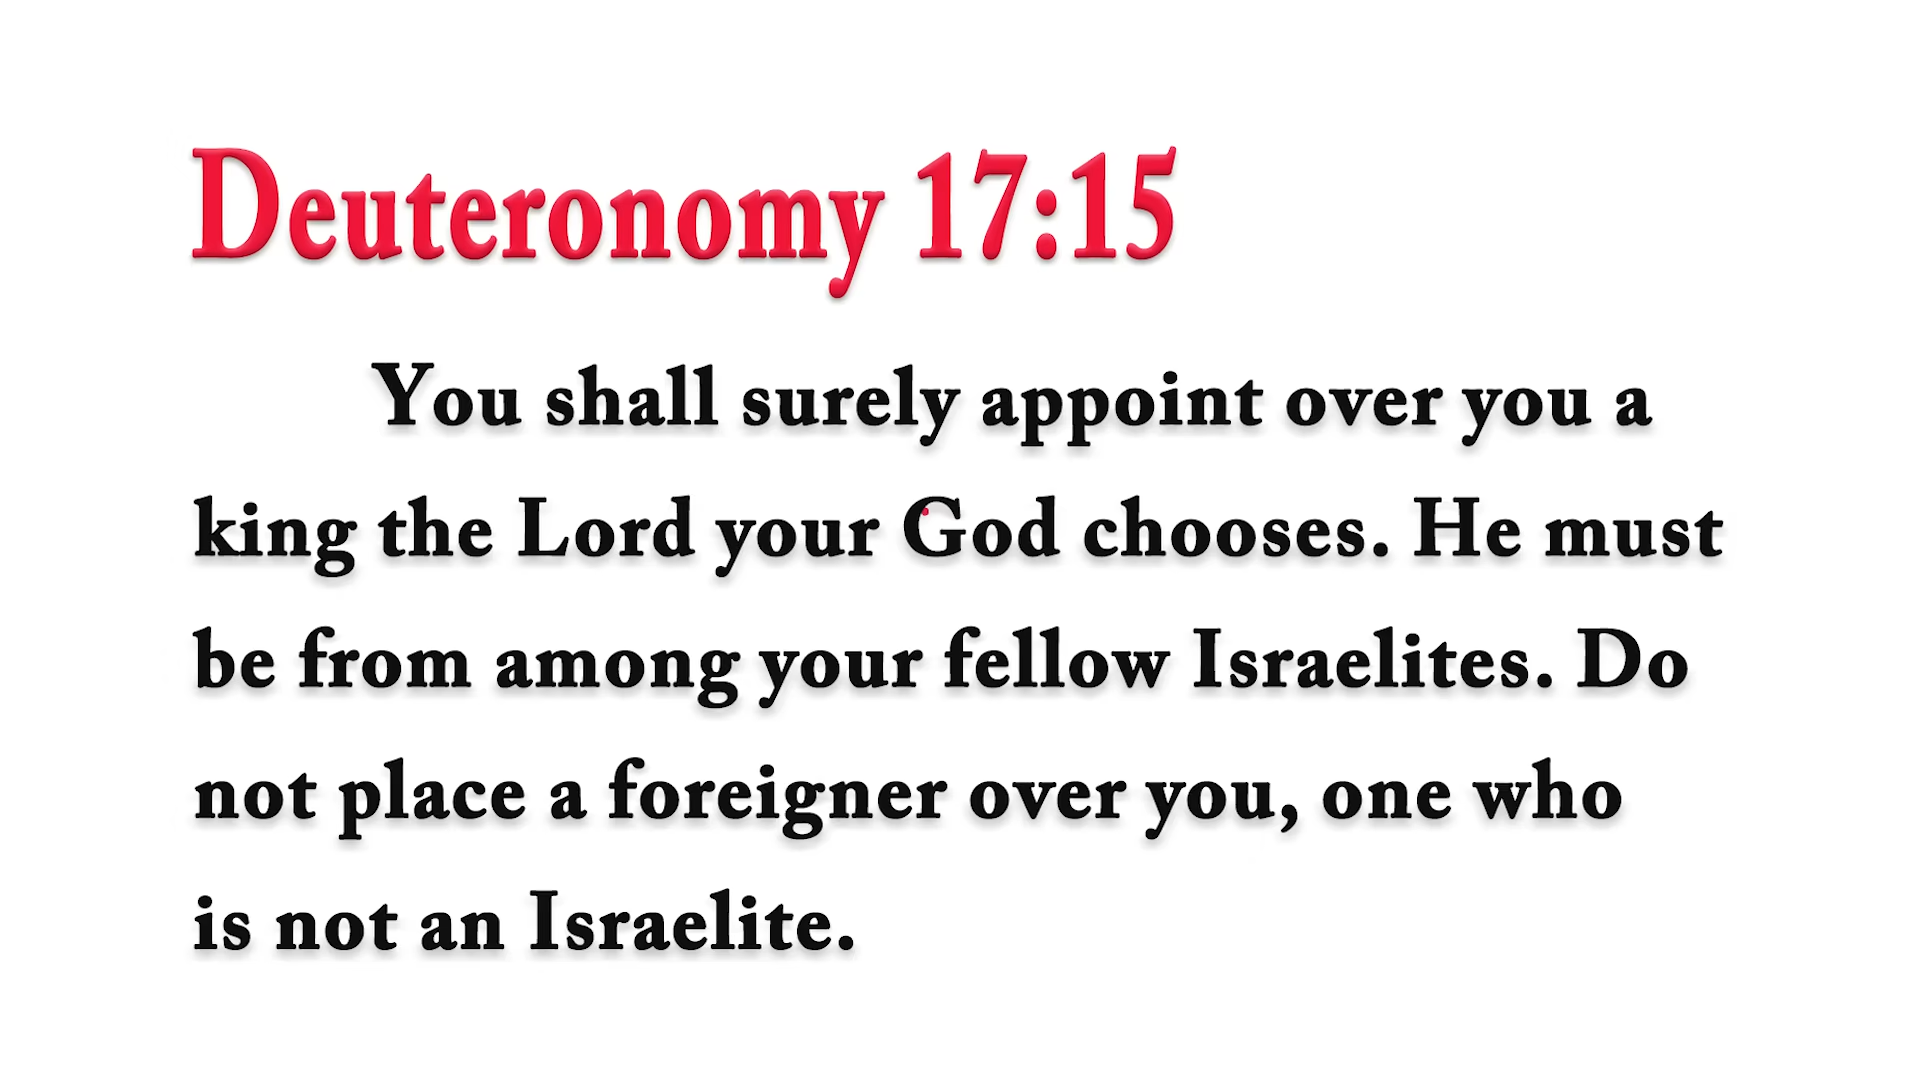 Deuteronomy 17:15
You shall surely appoint over you a
king the Lord your God chooses. He must
be from among your fellow Israelites. Do
not place a foreigner over you, one who
is not an Israelite.